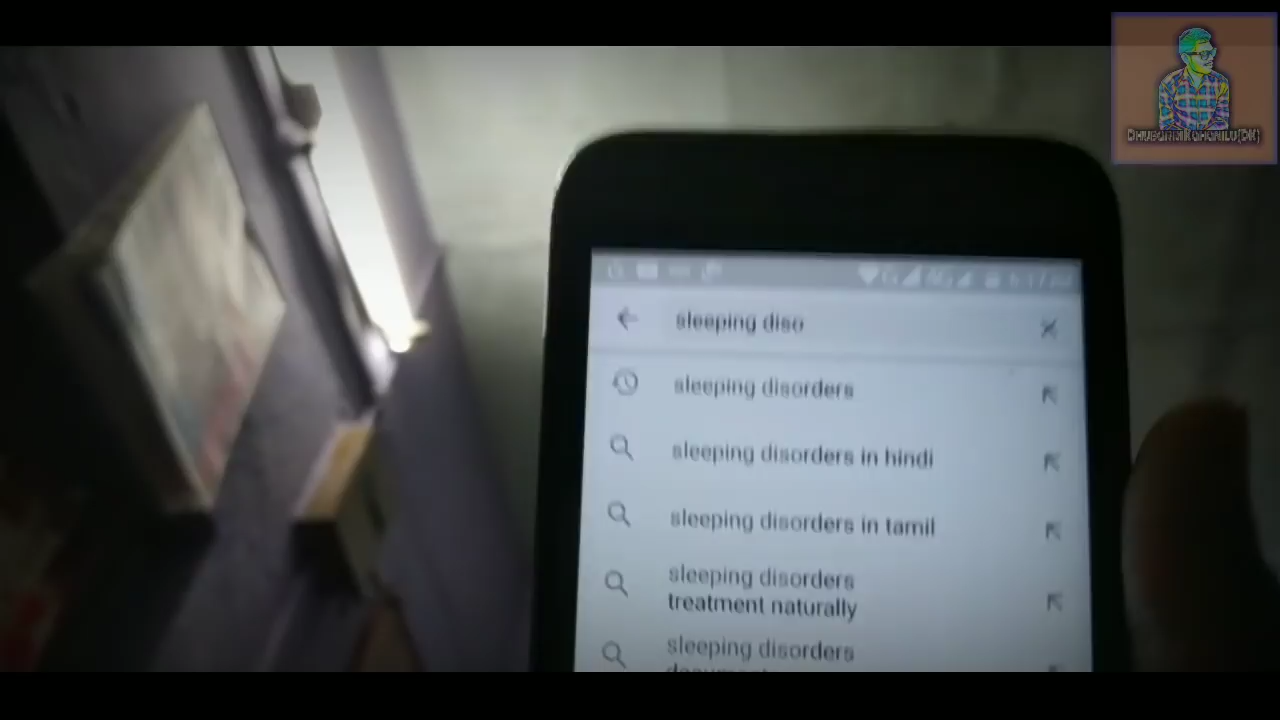 sleeping diso
sleeping disorders
sleeping disorders in hindi
sleeping disorders in tamil
sleeping disorders
treatment naturally
sleeping disorders